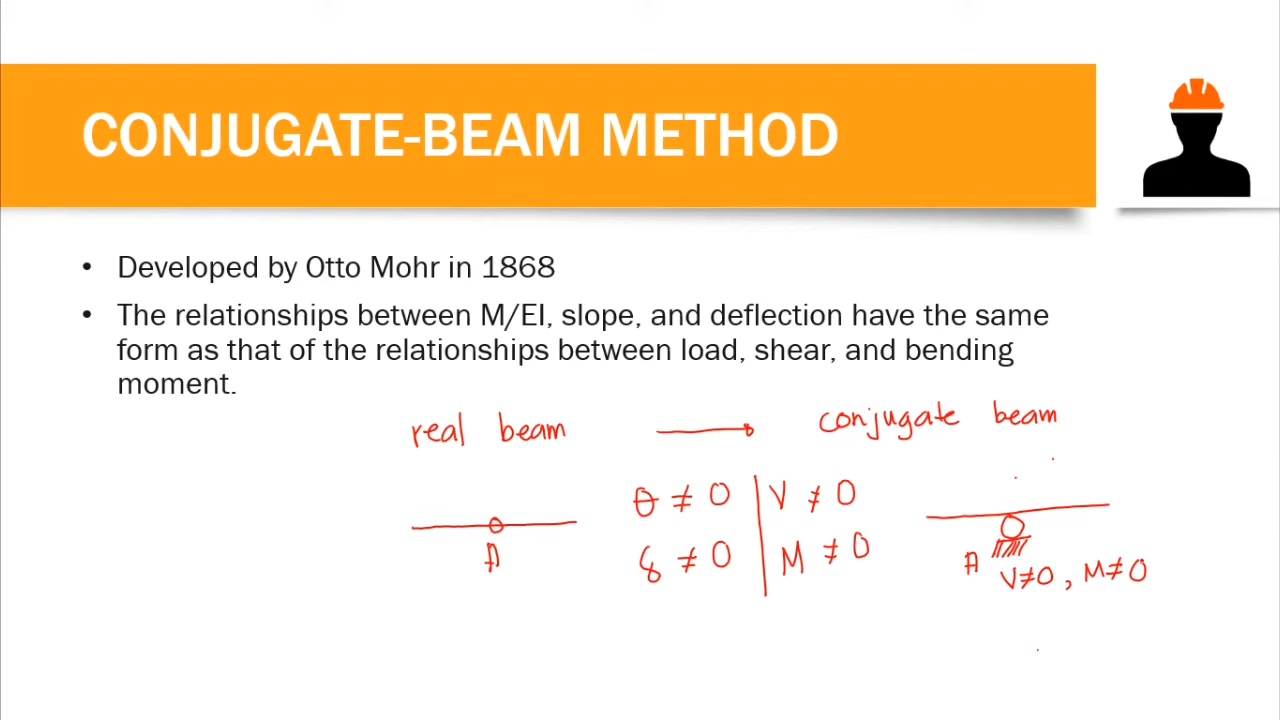 CONJUGATE-BEAM METHOD
• Developed by Otto Mohr in 1868
• The relationships between M/EI, slope, and deflection have the same
form as that of the relationships between load, shear, and bending
moment.
real beam → conjugate beam
θ ≠ 0 | V ≠ 0
δ ≠ 0 | M ≠ 0
A
A
V≠0, M≠0